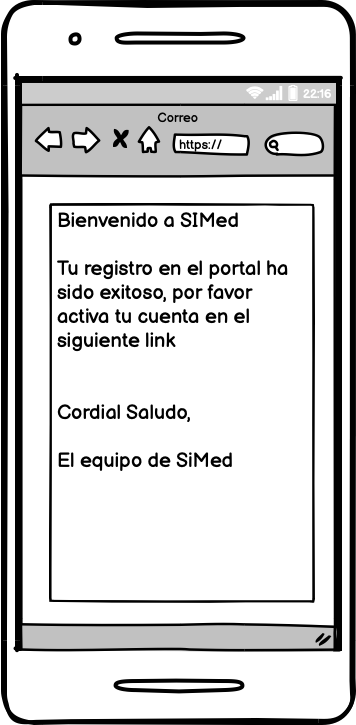 22:16
Correo
https://
Bienvenido a SIMed
Tu registro en el portal ha
sido exitoso, por favor
activa tu cuenta en el
siguiente link
Cordial Saludo,
El equipo de SiMed